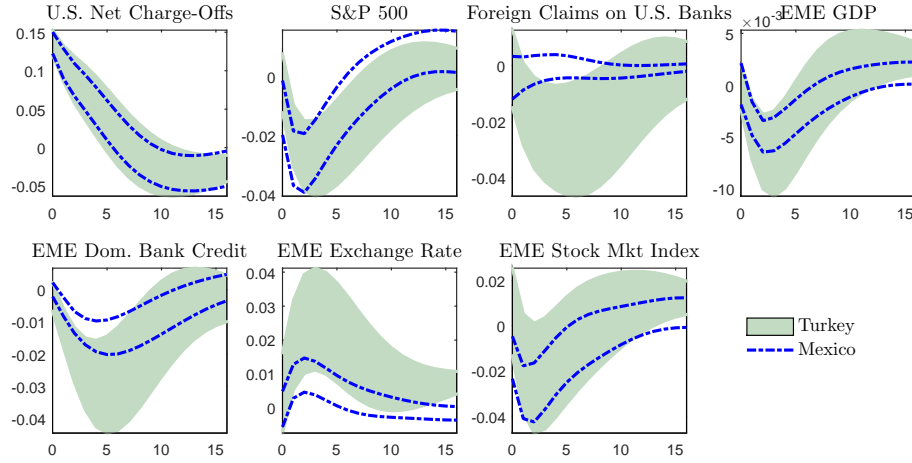 U.S. Net Charge-Offs
S&P 500
Foreign Claims on U.S. Banks
×10⁻³ EME GDP
0.15
0.1
0.05
0
-0.05
0 5 10 15
0
-0.02
-0.04
0 5 10 15
0
-0.02
-0.04
0 5 10 15
5
0
-5
-10
0 5 10 15
EME Dom. Bank Credit
EME Exchange Rate
EME Stock Mkt Index
0
-0.01
-0.02
-0.03
-0.04
0 5 10 15
0.04
0.03
0.02
0.01
0
0 5 10 15
0.02
0
-0.02
-0.04
0 5 10 15
Turkey
Mexico